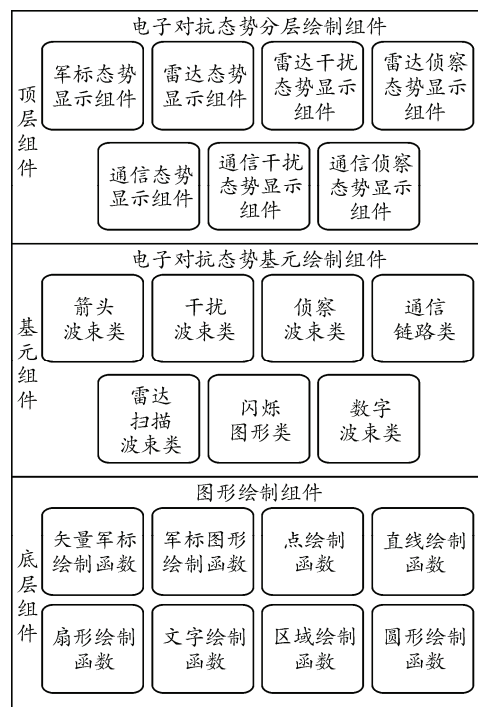 电子对抗态势分层绘制组件
顶层组件
军标态势
显示组件
雷达态势
显示组件
雷达干扰
态势显示
组件
雷达侦察
态势显示
组件
通信态势
显示组件
通信干扰
态势显示
组件
通信侦察
态势显示
组件
电子对抗态势基元绘制组件
基元组件
箭头
波束类
干扰
波束类
侦察
波束类
通信
链路类
雷达
扫描
波束类
闪烁
图形类
数字
波束类
图形绘制组件
底层组件
矢量军标
绘制函数
军标图形
绘制函数
点绘制
函数
直线绘制
函数
扇形绘制
函数
文字绘制
函数
区域绘制
函数
圆形绘制
函数